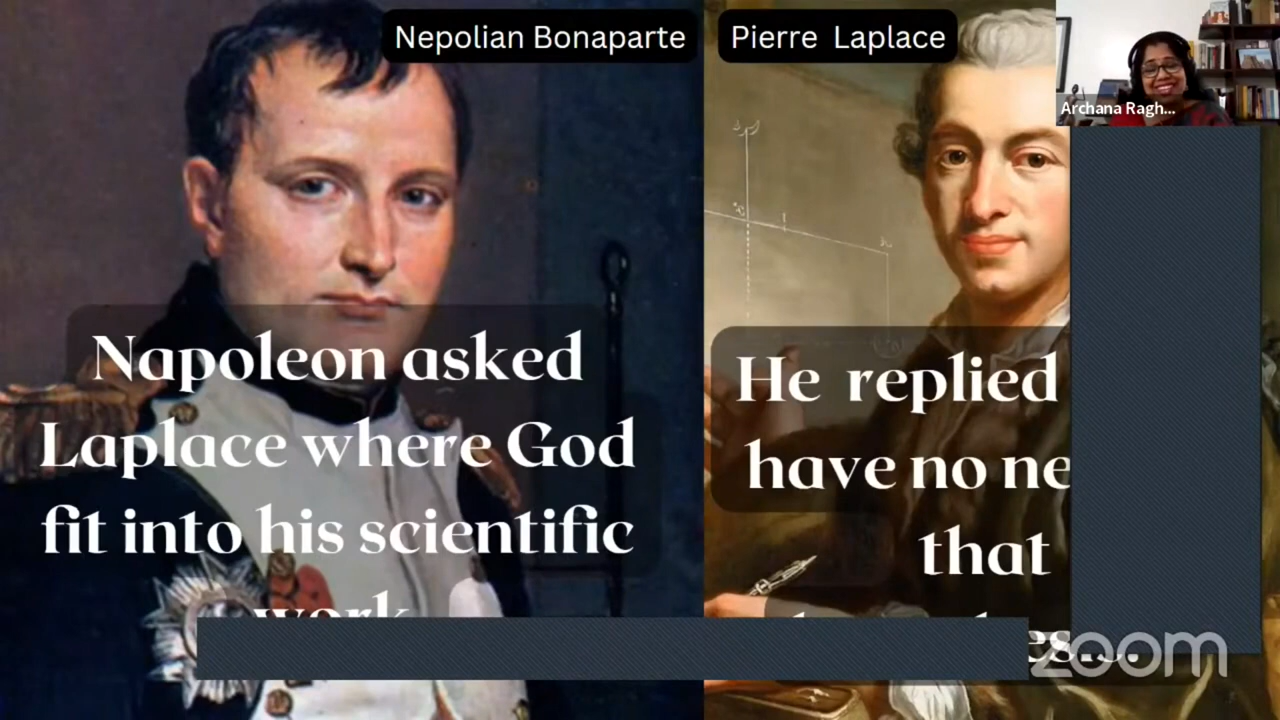 Nepolian Bonaparte
Pierre Laplace
Archana Ragh...
Napoleon asked
Laplace where God
fit into his scientific
work
He replied
have no ne
that
zoom